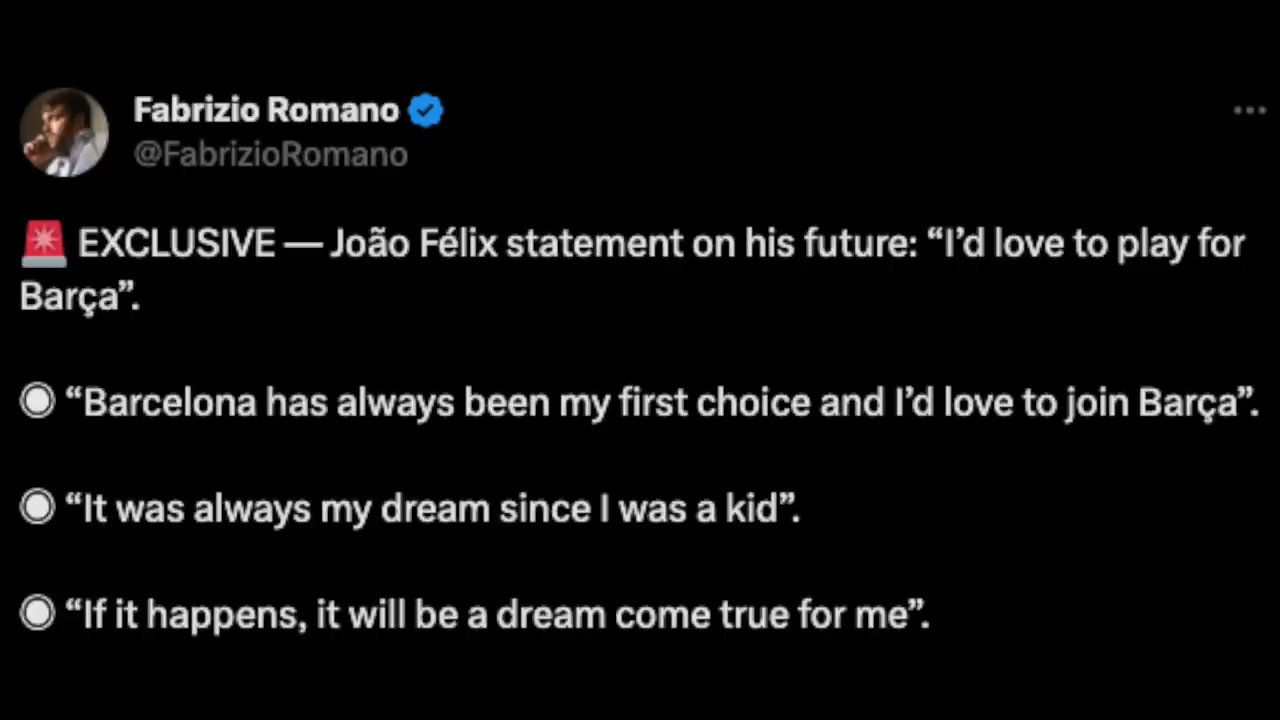 Fabrizio Romano
@FabrizioRomano
🚨 EXCLUSIVE — João Félix statement on his future: “I’d love to play for
Barça”.
◉ “Barcelona has always been my first choice and I’d love to join Barça”.
◉ “It was always my dream since I was a kid”.
◉ “If it happens, it will be a dream come true for me”.